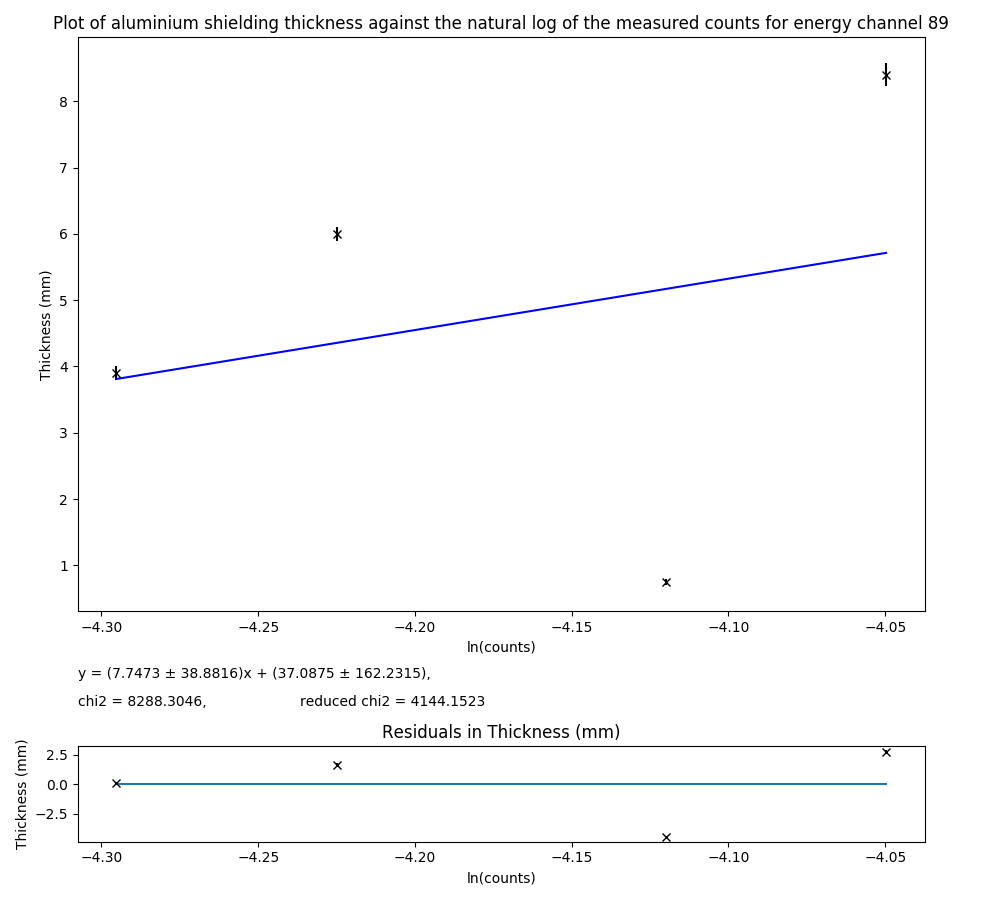 Plot of aluminium shielding thickness against the natural log of the measured counts for energy channel 89
Thickness (mm)
8
7
6
5
4
3
2
1
−4.30 −4.25 −4.20 −4.15 −4.10 −4.05
ln(counts)
y = (7.7473 ± 38.8816)x + (37.0875 ± 162.2315),
chi2 = 8288.3046, reduced chi2 = 4144.1523
Residuals in Thickness (mm)
Thickness (mm)
2.5
0.0
−2.5
−4.30 −4.25 −4.20 −4.15 −4.10 −4.05
ln(counts)